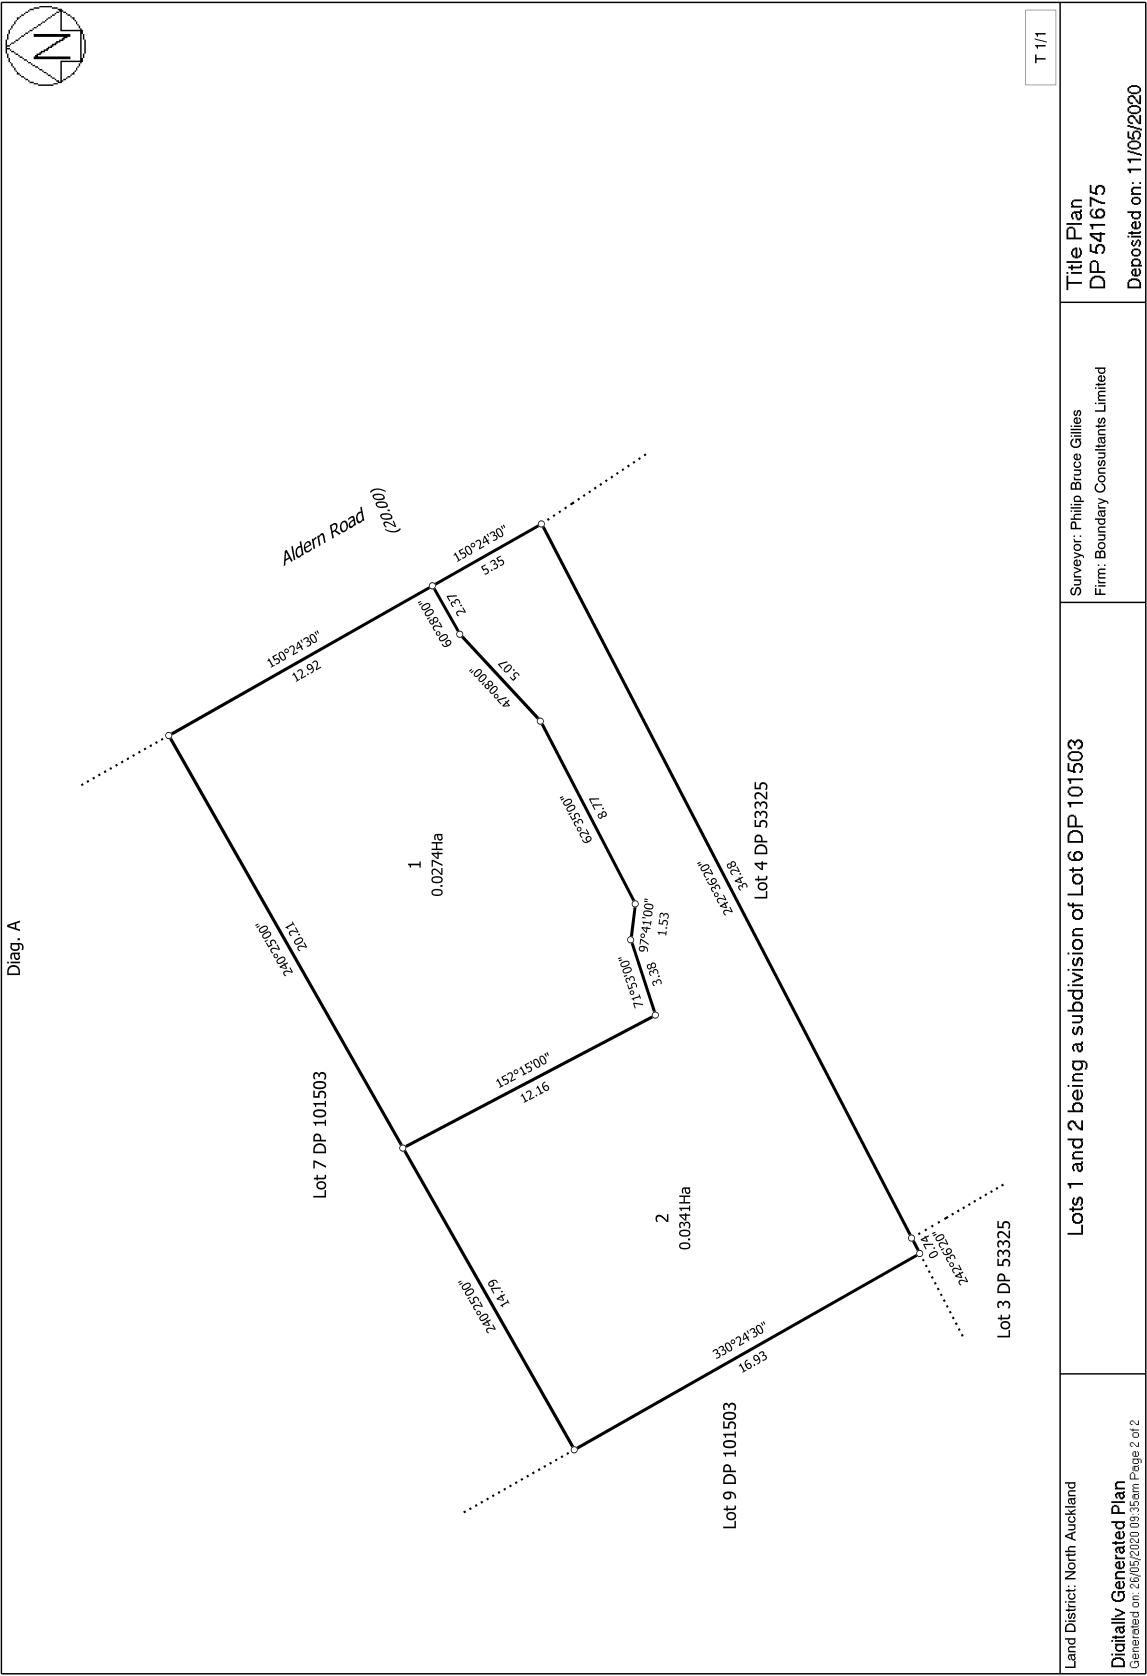 Diag. A
N
T 1/1
Aldern Road
(20.00)
150°24'30"
12.92
150°24'30"
5.35
60°28'00"
2.37
47°08'00"
5.07
62°35'00"
8.77
97°41'00"
1.53
71°53'00"
3.38
152°15'00"
12.16
240°25'00"
20.21
240°25'00"
14.79
330°24'30"
16.93
242°36'20"
0.74
242°36'20"
34.28
1
0.0274Ha
2
0.0341Ha
Lot 7 DP 101503
Lot 4 DP 53325
Lot 3 DP 53325
Lot 9 DP 101503
Land District: North Auckland
Digitally Generated Plan
Generated on: 26/05/2020 09:35am Page 2 of 2
Lots 1 and 2 being a subdivision of Lot 6 DP 101503
Surveyor: Philip Bruce Gillies
Firm: Boundary Consultants Limited
Title Plan
DP 541675
Deposited on: 11/05/2020